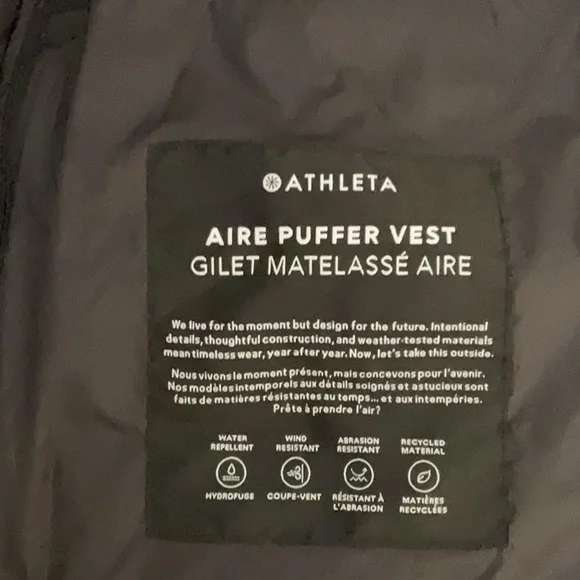 ATHLETA
AIRE PUFFER VEST
GILET MATELASSÉ AIRE
We live for the moment but design for the future. Intentional
details, thoughtful construction, and weather-tested materials
mean timeless wear, year after year. Now, let's take this outside.
Nous vivons le moment présent, mais concevons pour l'avenir.
Nos modèles intemporels aux détails soignés et astucieux sont
faits de matières résistantes au temps... et aux intempéries.
Prête à prendre l'air?
WATER
REPELLENT
HYDROFUGE
WIND
RESISTANT
COUPE-VENT
ABRASION
RESISTANT
RÉSISTANT À
L'ABRASION
RECYCLED
MATERIAL
MATIÈRES
RECYCLÉES